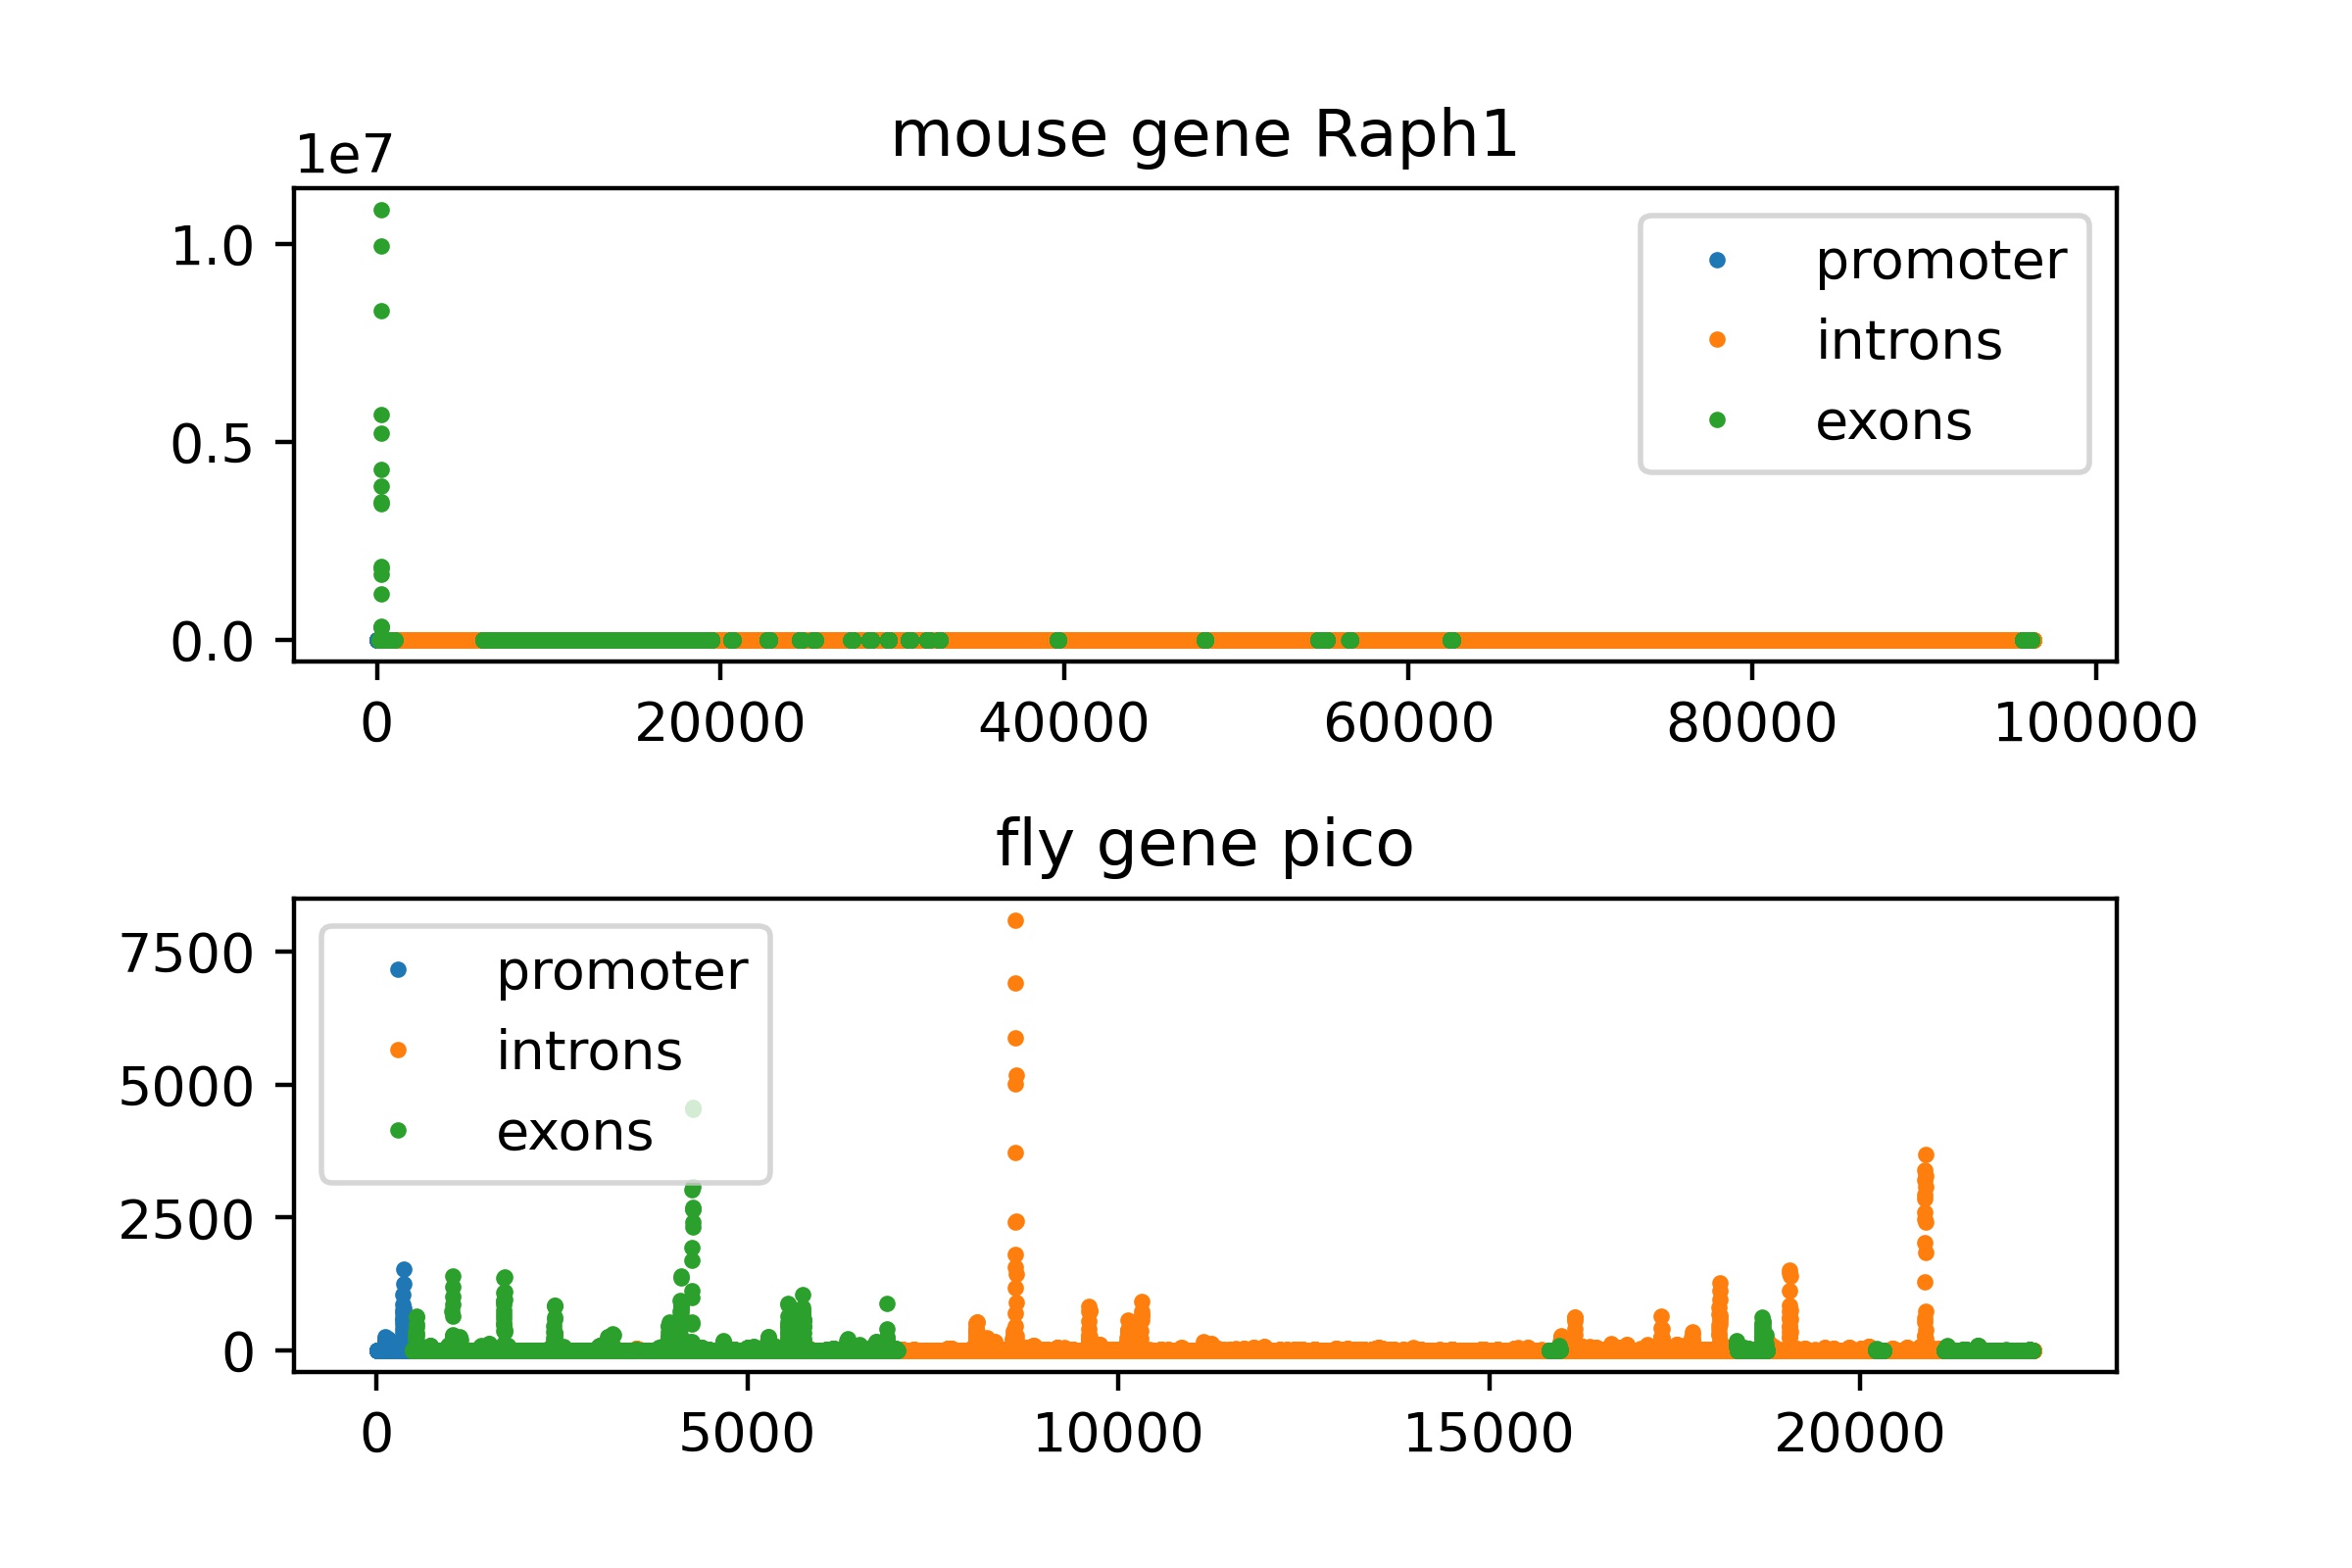 mouse gene Raph1
1e7
1.0
0.5
0.0
promoter
introns
exons
0 20000 40000 60000 80000 100000
fly gene pico
7500
5000
2500
0
promoter
introns
exons
0 5000 10000 15000 20000